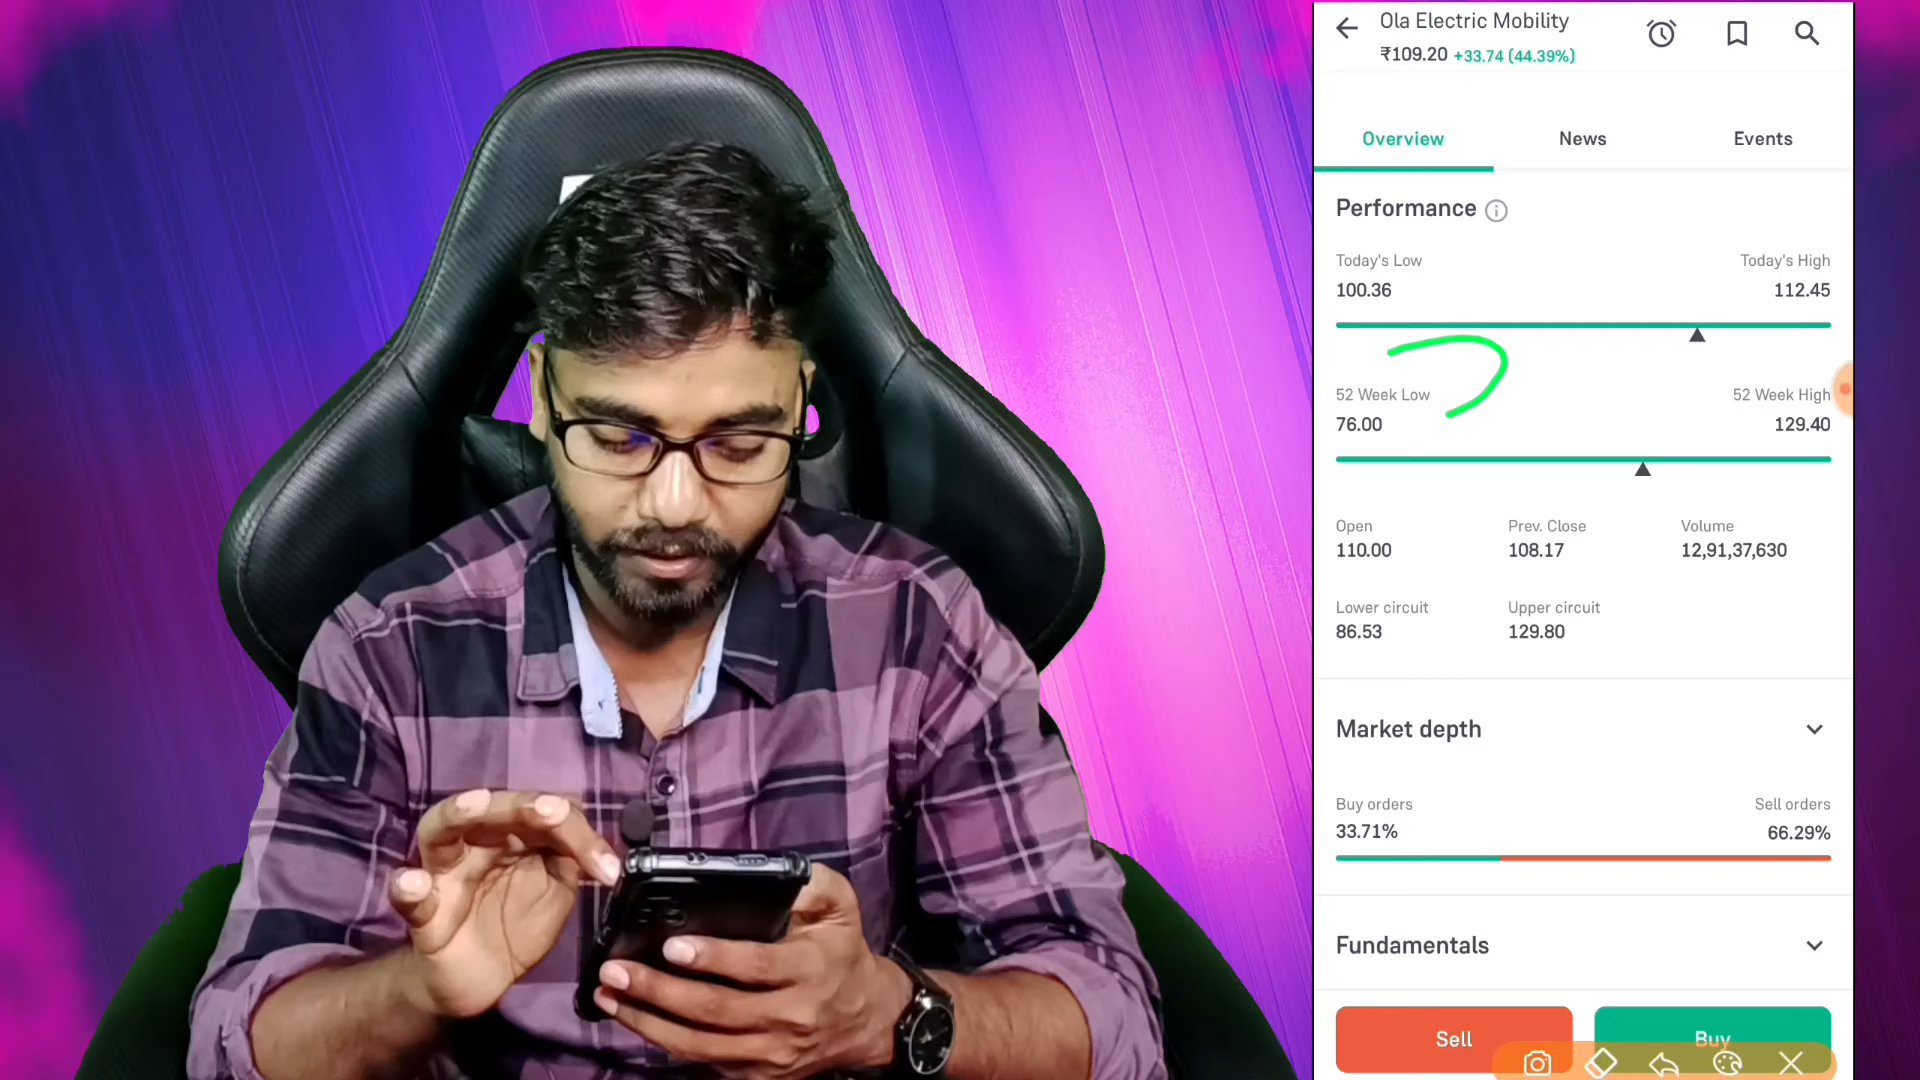 Ola Electric Mobility
₹109.20 +33.74 (44.39%)
Overview News Events
Performance
Today's Low Today's High
100.36 112.45
52 Week Low 52 Week High
76.00 129.40
Open Prev. Close Volume
110.00 108.17 12,91,37,630
Lower circuit Upper circuit
86.53 129.80
Market depth
Buy orders Sell orders
33.71% 66.29%
Fundamentals
Sell Buy